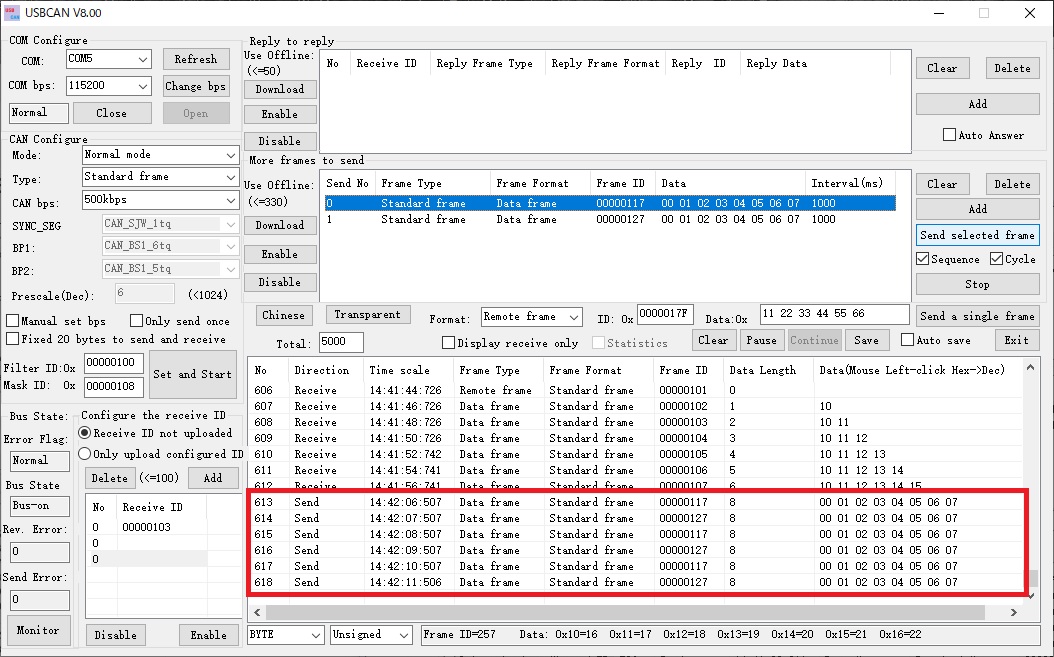 USBCAN V8.00
COM Configure
COM:
COM5
Refresh
COM bps:
115200
Change bps
Normal
Close
Open
CAN Configure
Mode:
Normal mode
Type:
Standard frame
CAN bps:
500kbps
SYNC_SEG
CAN_SJW_1tq
BP1:
CAN_BS1_6tq
BP2:
CAN_BS1_5tq
Prescale(Dec):
6
(<1024)
Manual set bps
Only send once
Fixed 20 bytes to send and receive
Filter ID:0x
00000100
Mask ID: 0x
00000108
Set and Start
Bus State:
Error Flag:
Normal
Bus State
Bus-on
Rev. Error:
0
Send Error:
0
Monitor
Configure the receive ID
Receive ID not uploaded
Only upload configured ID
Delete
(<=100)
Add
No Receive ID
0 00000103
0
0
Disable
Enable
Reply to reply
Use Offline:
(<=50)
Download
Enable
Disable
No Receive ID Reply Frame Type Reply Frame Format Reply ID Reply Data
Clear
Delete
Add
Auto Answer
More frames to send
Use Offline:
(<=330)
Download
Enable
Disable
Send No Frame Type Frame Format Frame ID Data Interval(ms)
0 Standard frame Data frame 00000117 00 01 02 03 04 05 06 07 1000
1 Standard frame Data frame 00000127 00 01 02 03 04 05 06 07 1000
Clear
Delete
Add
Send selected frame
Sequence
Cycle
Stop
Chinese
Transparent
Format:
Remote frame
ID: 0x
0000017F
Data:0x
11 22 33 44 55 66
Send a single frame
Total:
5000
Display receive only
Statistics
Clear
Pause
Continue
Save
Auto save
Exit
No Direction Time scale Frame Type Frame Format Frame ID Data Length Data(Mouse Left-click Hex->Dec)
606 Receive 14:41:44:726 Remote frame Standard frame 00000101 0
607 Receive 14:41:46:726 Data frame Standard frame 00000102 1 10
608 Receive 14:41:48:726 Data frame Standard frame 00000103 2 10 11
609 Receive 14:41:50:726 Data frame Standard frame 00000104 3 10 11 12
610 Receive 14:41:52:742 Data frame Standard frame 00000105 4 10 11 12 13
611 Receive 14:41:54:741 Data frame Standard frame 00000106 5 10 11 12 13 14
612 Receive 14:41:56:741 Data frame Standard frame 00000107 6 10 11 12 13 14 15
613 Send 14:42:06:507 Data frame Standard frame 00000117 8 00 01 02 03 04 05 06 07
614 Send 14:42:07:507 Data frame Standard frame 00000127 8 00 01 02 03 04 05 06 07
615 Send 14:42:08:507 Data frame Standard frame 00000117 8 00 01 02 03 04 05 06 07
616 Send 14:42:09:507 Data frame Standard frame 00000127 8 00 01 02 03 04 05 06 07
617 Send 14:42:10:507 Data frame Standard frame 00000117 8 00 01 02 03 04 05 06 07
618 Send 14:42:11:506 Data frame Standard frame 00000127 8 00 01 02 03 04 05 06 07
BYTE
Unsigned
Frame ID=257 Data: 0x10=16 0x11=17 0x12=18 0x13=19 0x14=20 0x15=21 0x16=22